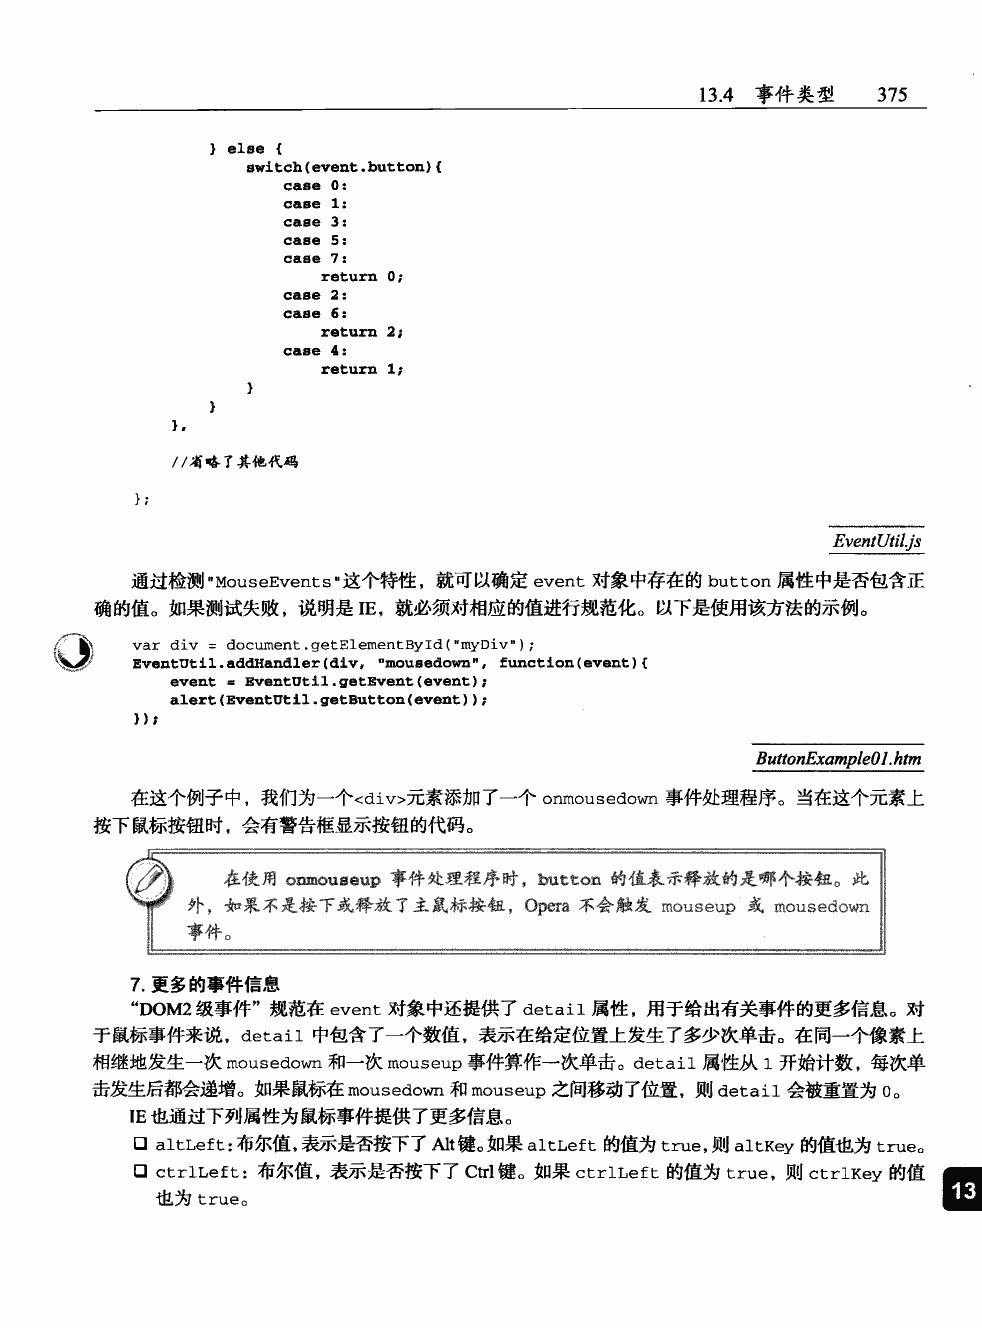 13.4 事件类型 375
} else {
switch(event.button){
case 0:
case 1:
case 3:
case 5:
case 7:
return 0;
case 2:
case 6:
return 2;
case 4:
return 1;
}
}
},
//省略了其他代码
};
EventUtil.js
通过检测"MouseEvents"这个特性，就可以确定 event 对象中存在的 button 属性中是否包含正
确的值。如果测试失败，说明是 IE，就必须对相应的值进行规范化。以下是使用该方法的示例。
var div = document.getElementById("myDiv");
EventUtil.addHandler(div, "mousedown", function(event){
event = EventUtil.getEvent(event);
alert(EventUtil.getButton(event));
});
ButtonExample01.htm
在这个例子中，我们为一个<div>元素添加了一个 onmousedown 事件处理程序。当在这个元素上
按下鼠标按钮时，会有警告框显示按钮的代码。
在使用 onmouseup 事件处理程序时，button 的值表示释放的是哪个按钮。此
外，如果不是按下或释放了主鼠标按钮，Opera 不会触发 mouseup 或 mousedown
事件。
7. 更多的事件信息
“DOM2 级事件”规范在 event 对象中还提供了 detail 属性，用于给出有关事件的更多信息。对
于鼠标事件来说，detail 中包含了一个数值，表示在给定位置上发生了多少次单击。在同一个像素上
相继地发生一次 mousedown 和一次 mouseup 事件算作一次单击。detail 属性从 1 开始计数，每次单
击发生后都会递增。如果鼠标在 mousedown 和 mouseup 之间移动了位置，则 detail 会被重置为 0。
IE 也通过下列属性为鼠标事件提供了更多信息。
❑ altLeft：布尔值，表示是否按下了 Alt 键。如果 altLeft 的值为 true，则 altKey 的值也为 true。
❑ ctrlLeft：布尔值，表示是否按下了 Ctrl 键。如果 ctrlLeft 的值为 true，则 ctrlKey 的值
也为 true。
13